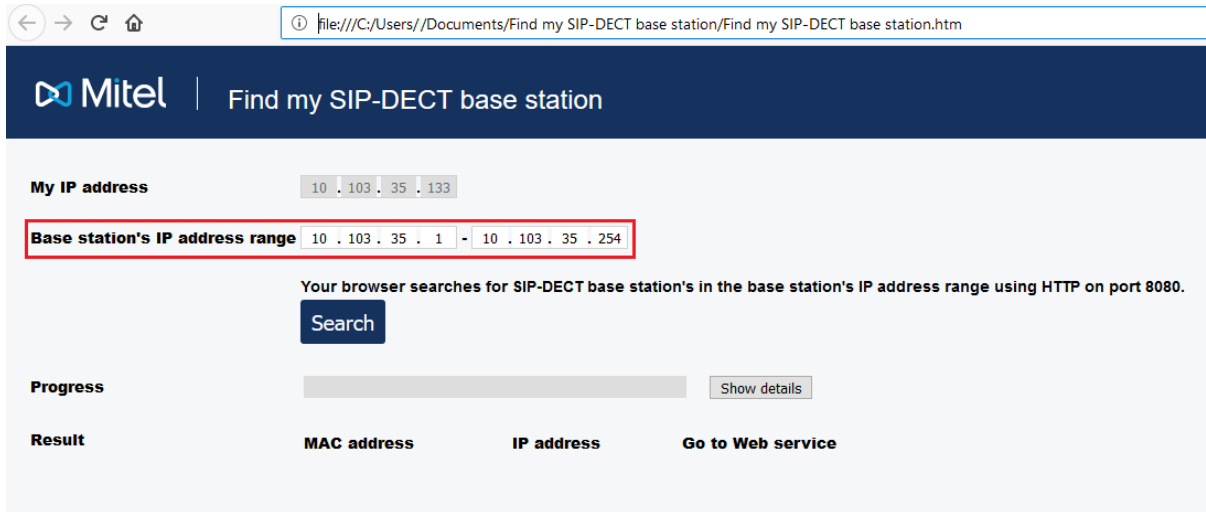 file:///C:/Users//Documents/Find my SIP-DECT base station/Find my SIP-DECT base station.htm
Mitel | Find my SIP-DECT base station
My IP address 10 . 103 . 35 . 133
Base station's IP address range 10 . 103 . 35 . 1 - 10 . 103 . 35 . 254
Your browser searches for SIP-DECT base station's in the base station's IP address range using HTTP on port 8080.
Search
Progress Show details
Result MAC address IP address Go to Web service